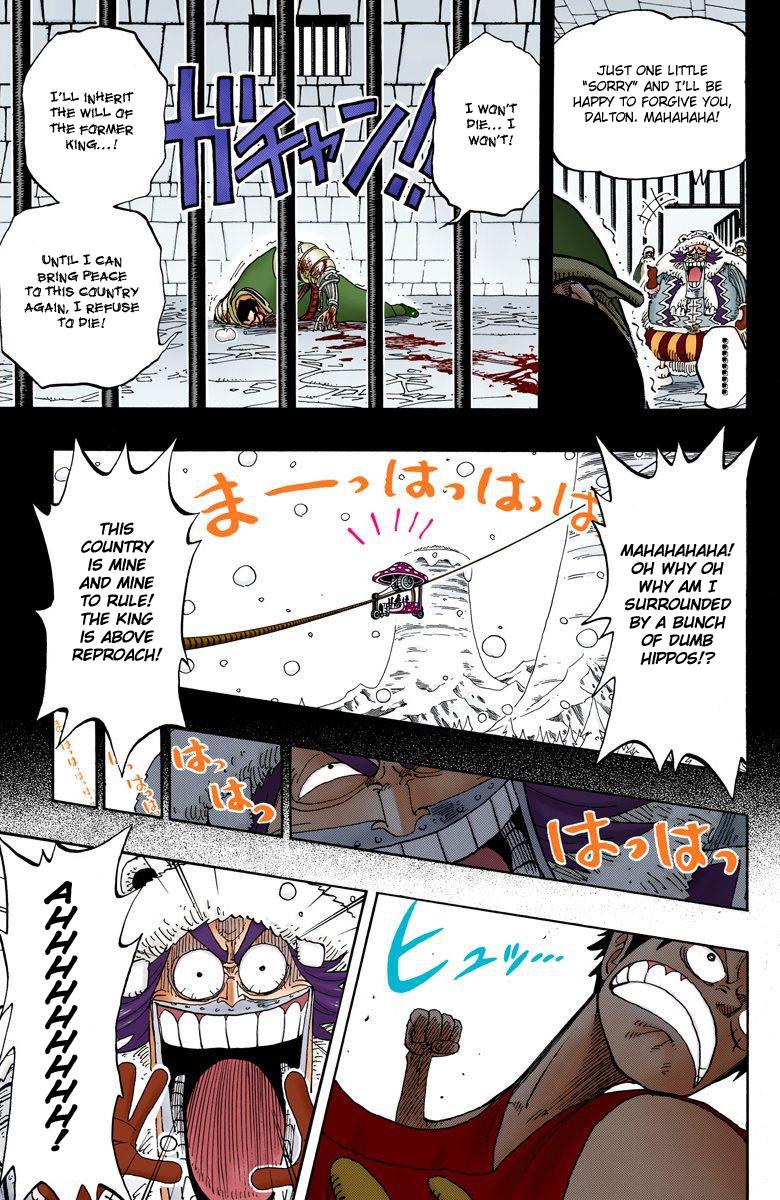 JUST ONE LITTLE
"SORRY" AND I'LL BE
HAPPY TO FORGIVE YOU,
DALTON. MAHAHAHA!
.........
ガチャン!!
I WON'T
DIE... I
WON'T!
I'LL INHERIT
THE WILL OF
THE FORMER
KING...!
UNTIL I CAN
BRING PEACE
TO THIS COUNTRY
AGAIN, I REFUSE
TO DIE!
MAHAHAHAHA!
OH WHY OH
WHY AM I
SURROUNDED
BY A BUNCH
OF DUMB
HIPPOS!?
まーっはっはっは
THIS
COUNTRY
IS MINE
AND MINE
TO RULE!
THE KING
IS ABOVE
REPROACH!
はっはっ
はっ
はっ
ヒュッ...
AHHHHHHHH!